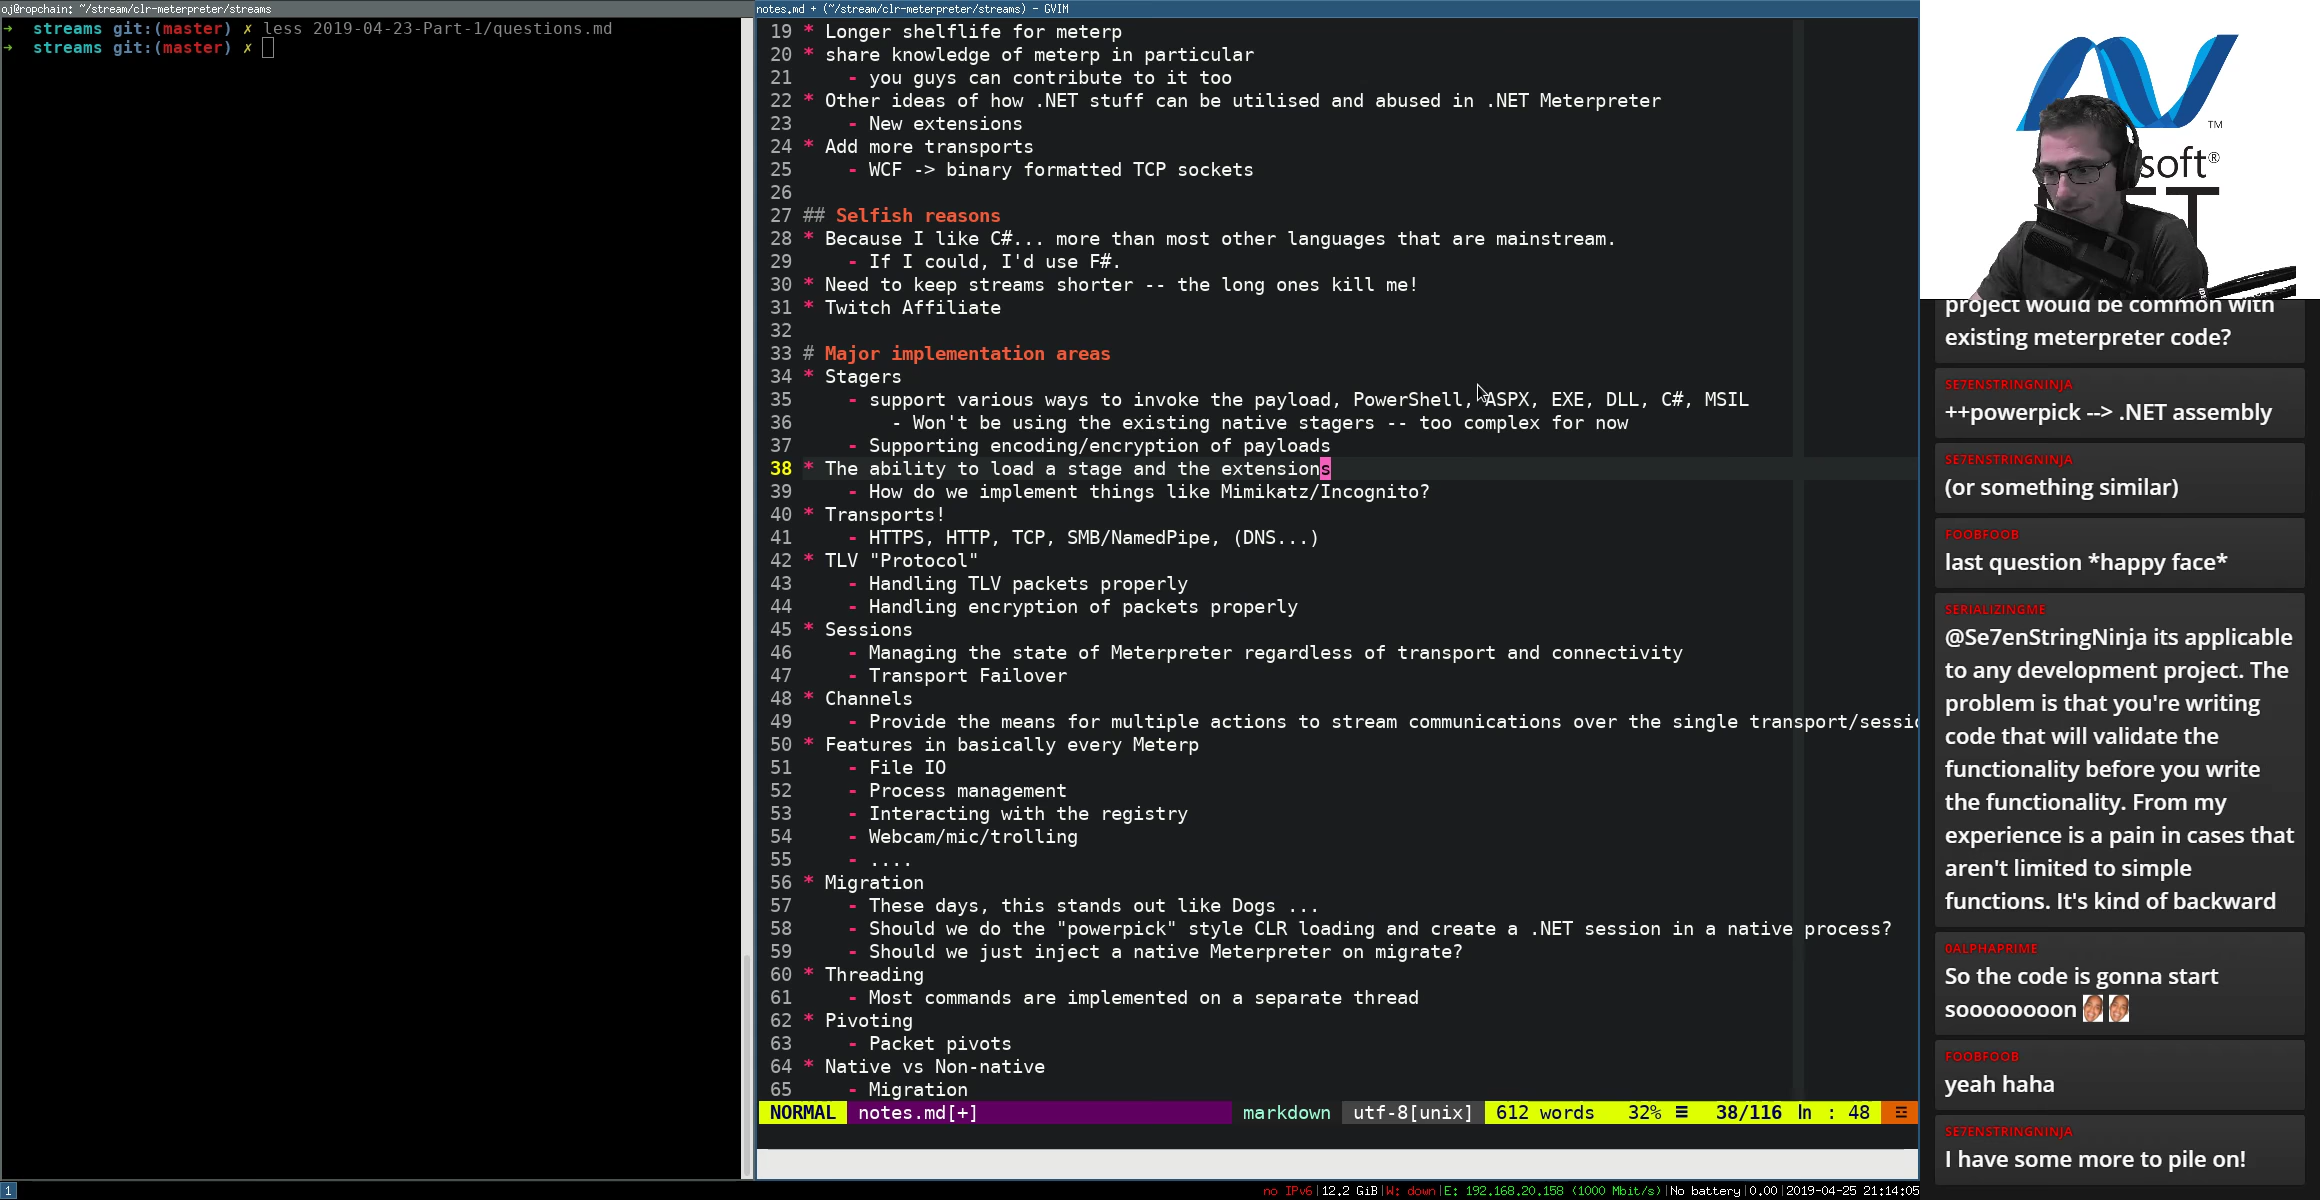 oj@ropchain: ~/stream/clr-meterpreter/streams
➜ streams git:(master) ✗ less 2019-04-23-Part-1/questions.md
➜ streams git:(master) ✗
notes.md + (~/stream/clr-meterpreter/streams) - GVIM
19 * Longer shelflife for meterp
20 * share knowledge of meterp in particular
21 - you guys can contribute to it too
22 * Other ideas of how .NET stuff can be utilised and abused in .NET Meterpreter
23 - New extensions
24 * Add more transports
25 - WCF -> binary formatted TCP sockets
26
27 ## Selfish reasons
28 * Because I like C#... more than most other languages that are mainstream.
29 - If I could, I'd use F#.
30 * Need to keep streams shorter -- the long ones kill me!
31 * Twitch Affiliate
32
33 # Major implementation areas
34 * Stagers
35 - support various ways to invoke the payload, PowerShell, ASPX, EXE, DLL, C#, MSIL
36 - Won't be using the existing native stagers -- too complex for now
37 - Supporting encoding/encryption of payloads
38 * The ability to load a stage and the extensions
39 - How do we implement things like Mimikatz/Incognito?
40 * Transports!
41 - HTTPS, HTTP, TCP, SMB/NamedPipe, (DNS...)
42 * TLV "Protocol"
43 - Handling TLV packets properly
44 - Handling encryption of packets properly
45 * Sessions
46 - Managing the state of Meterpreter regardless of transport and connectivity
47 - Transport Failover
48 * Channels
49 - Provide the means for multiple actions to stream communications over the single transport/sessio
50 * Features in basically every Meterp
51 - File IO
52 - Process management
53 - Interacting with the registry
54 - Webcam/mic/trolling
55 - ....
56 * Migration
57 - These days, this stands out like Dogs ...
58 - Should we do the "powerpick" style CLR loading and create a .NET session in a native process?
59 - Should we just inject a native Meterpreter on migrate?
60 * Threading
61 - Most commands are implemented on a separate thread
62 * Pivoting
63 - Packet pivots
64 * Native vs Non-native
65 - Migration
NORMAL notes.md[+] markdown utf-8[unix] 612 words 32% ≡ 38/116 ln : 48
TM
soft®
project would be common with
existing meterpreter code?
SE7ENSTRINGNINJA
++powerpick --> .NET assembly
SE7ENSTRINGNINJA
(or something similar)
FOOBFOOB
last question *happy face*
SERIALIZINGME
@Se7enStringNinja its applicable
to any development project. The
problem is that you're writing
code that will validate the
functionality before you write
the functionality. From my
experience is a pain in cases that
aren't limited to simple
functions. It's kind of backward
0ALPHAPRIME
So the code is gonna start
sooooooooon
FOOBFOOB
yeah haha
SE7ENSTRINGNINJA
I have some more to pile on!
1
no IPv6|12.2 GiB|W: down|E: 192.168.20.158 (1000 Mbit/s)|No battery|0.00|2019-04-25 21:14:05